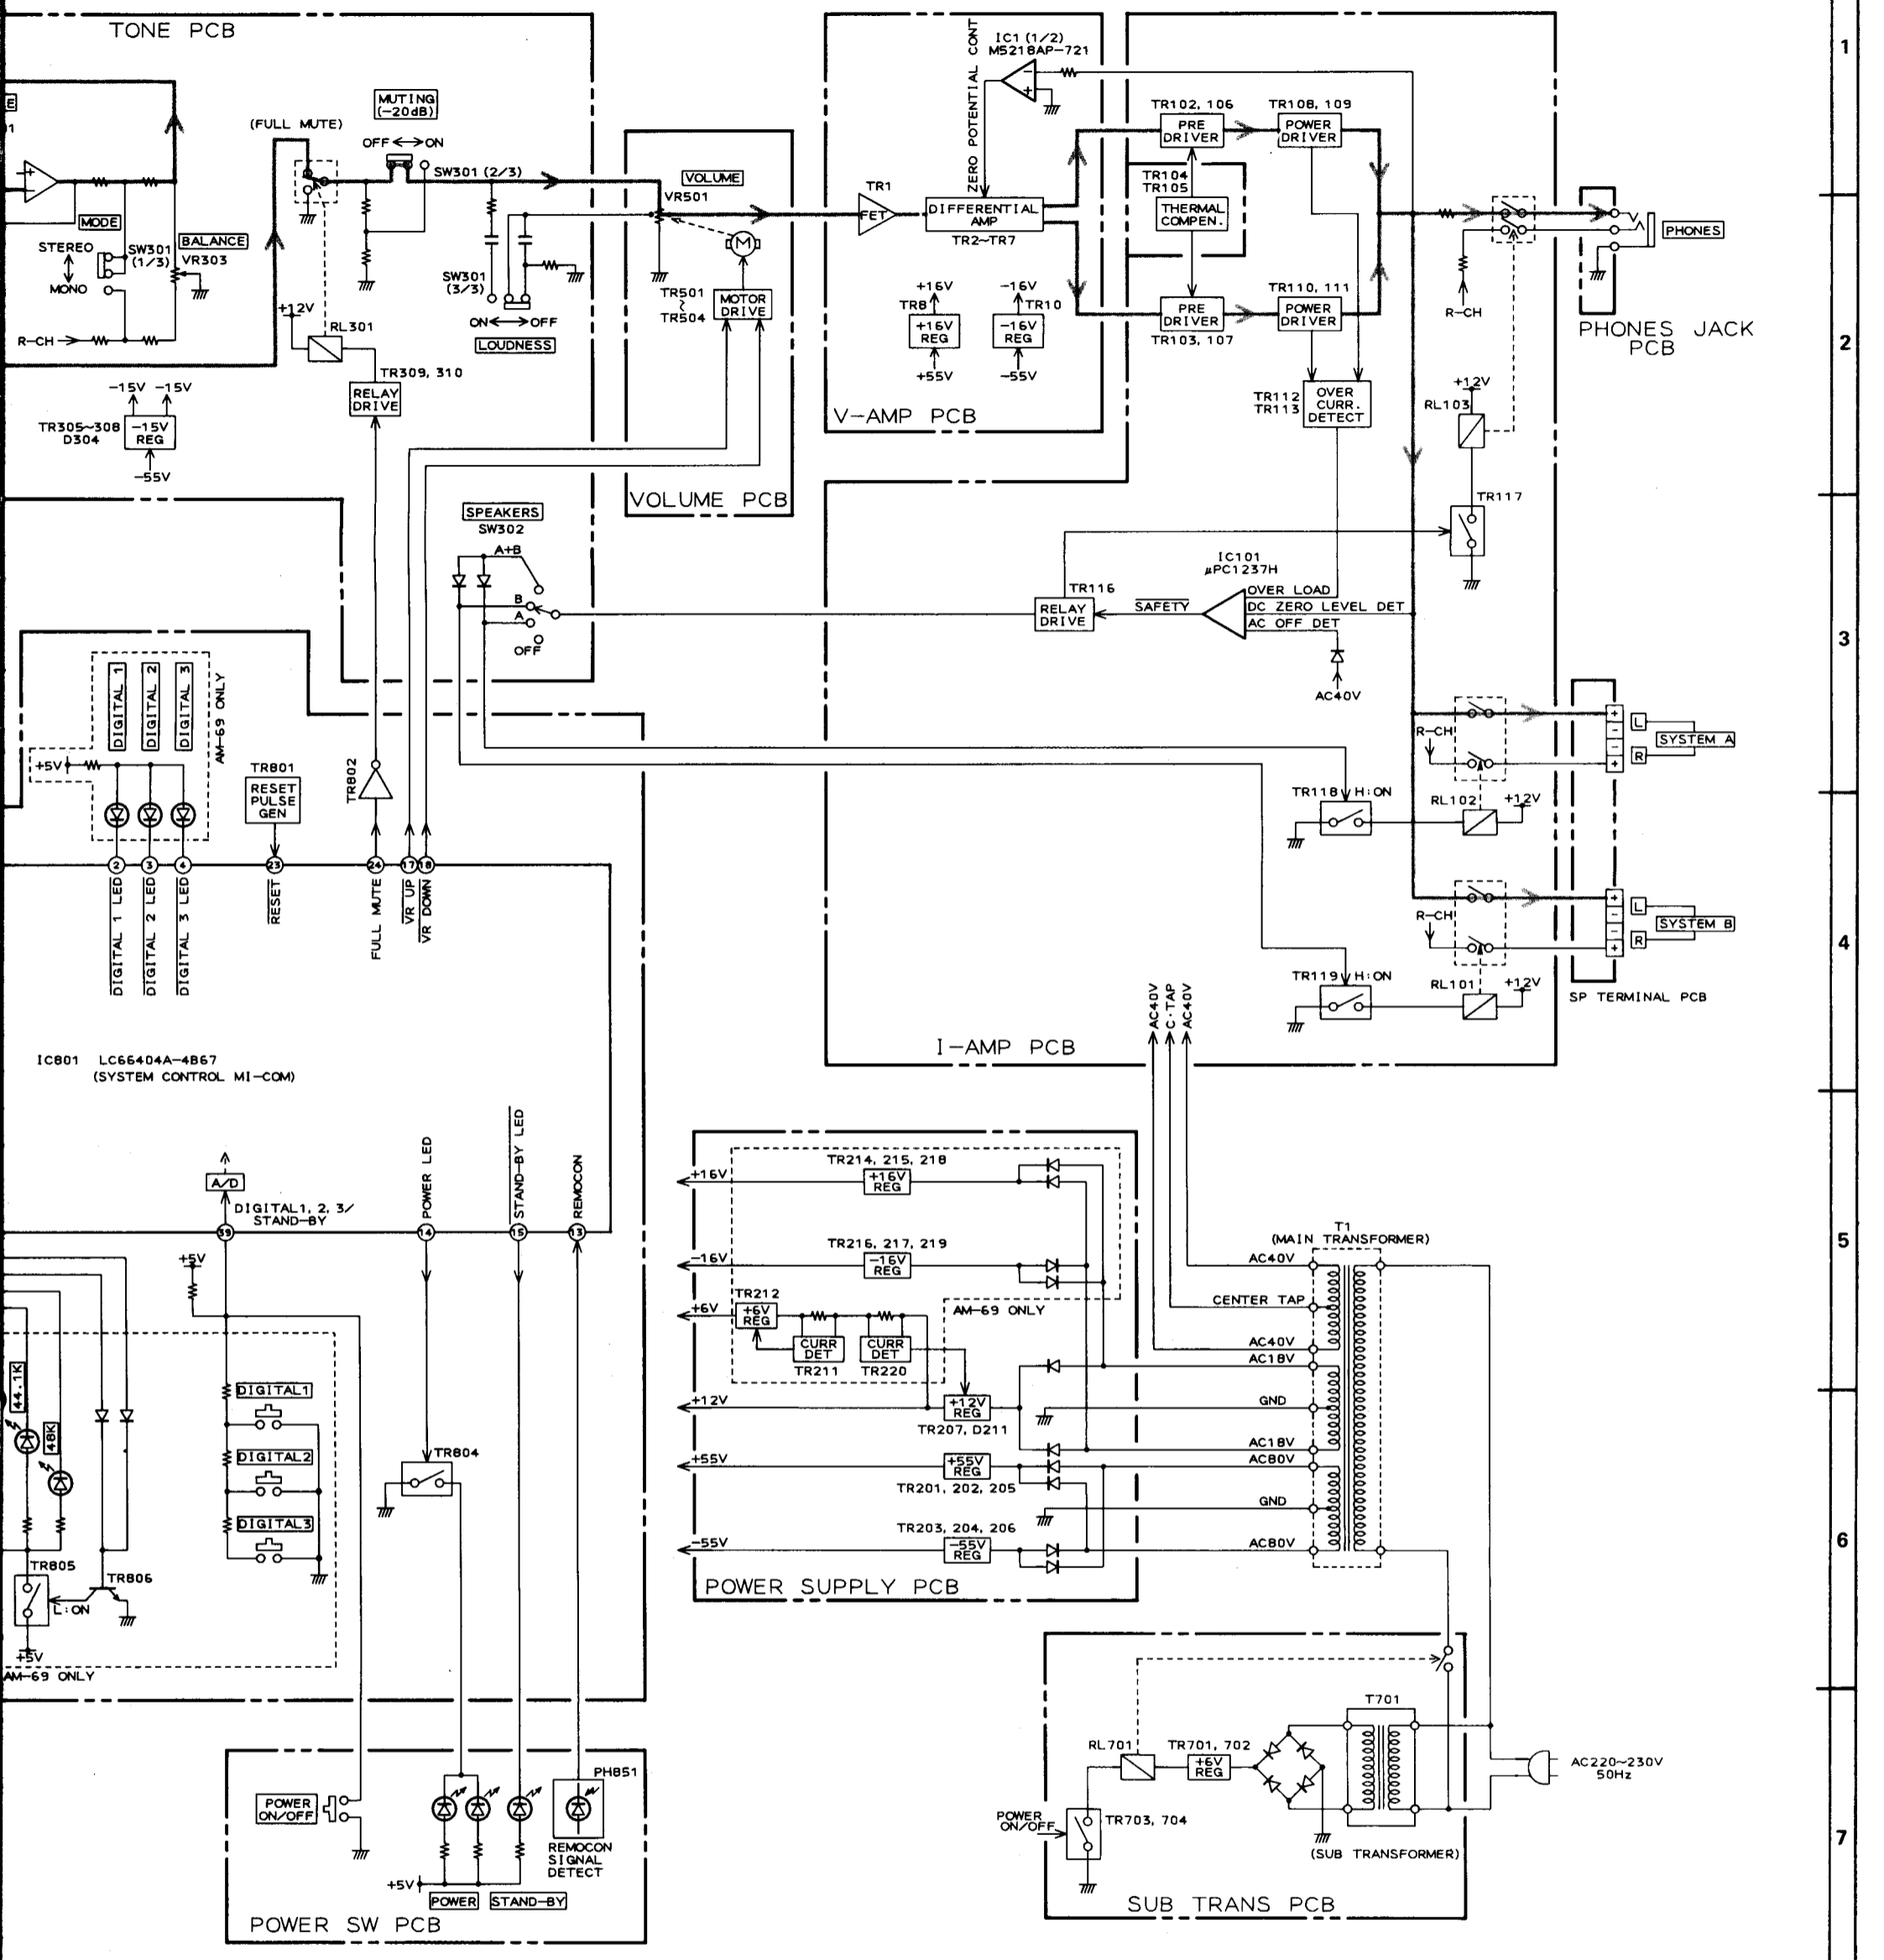 TONE PCB
E
(FULL MUTE)
MUTING
(-20dB)
OFF ↔ ON
SW301 (2/3)
MODE
STEREO
MONO
SW301
(1/3)
BALANCE
VR303
R-CH
+12V
RL301
SW301
(3/3)
ON ↔ OFF
LOUDNESS
TR309, 310
RELAY
DRIVE
-15V -15V
TR305~308
D304
-15V
REG
-55V
VOLUME
VR501
M
TR501
~
TR504
MOTOR
DRIVE
VOLUME PCB
SPEAKERS
SW302
A+B
B
A
OFF
ZERO POTENTIAL CONT
IC1 (1/2)
M5218AP-721
TR1
FET
DIFFERENTIAL
AMP
TR2~TR7
+16V
TR8
+16V
REG
+55V
-16V
TR10
-16V
REG
-55V
V-AMP PCB
TR102, 106
PRE
DRIVER
TR108, 109
POWER
DRIVER
TR104
TR105
THERMAL
COMPEN.
PRE
DRIVER
TR103, 107
TR110, 111
POWER
DRIVER
TR112
TR113
OVER
CURR.
DETECT
R-CH
PHONES
PHONES JACK
PCB
+12V
RL103
TR117
IC101
μPC1237H
OVER LOAD
DC ZERO LEVEL DET
AC OFF DET
AC40V
SAFETY
TR116
RELAY
DRIVE
R-CH
L
R
SYSTEM A
TR118
H:ON
RL102
+12V
R-CH
L
R
SYSTEM B
TR119
H:ON
RL101
+12V
SP TERMINAL PCB
AC40V
C·TAP
AC40V
I-AMP PCB
DIGITAL 1
DIGITAL 2
DIGITAL 3
AM-69 ONLY
+5V
TR801
RESET
PULSE
GEN
TR802
2
3
4
23
24
17
18
DIGITAL 1 LED
DIGITAL 2 LED
DIGITAL 3 LED
RESET
FULL MUTE
VR UP
VR DOWN
IC801 LC66404A-4B67
(SYSTEM CONTROL MI-COM)
A/D
DIGITAL1, 2, 3/
STAND-BY
POWER LED
STAND-BY LED
REMOCON
39
14
15
13
+5V
44.1K
48K
DIGITAL1
DIGITAL2
DIGITAL3
TR804
TR805
L:ON
TR806
+5V
AM-69 ONLY
POWER
ON/OFF
+5V
POWER
STAND-BY
PH851
REMOCON
SIGNAL
DETECT
POWER SW PCB
+16V
TR214, 215, 218
+16V
REG
-16V
TR216, 217, 219
-16V
REG
+6V
TR212
+6V
REG
CURR
DET
TR211
CURR
DET
TR220
AM-69 ONLY
+12V
+12V
REG
TR207, D211
+55V
+55V
REG
TR201, 202, 205
-55V
TR203, 204, 206
-55V
REG
POWER SUPPLY PCB
T1
(MAIN TRANSFORMER)
AC40V
CENTER TAP
AC40V
AC18V
GND
AC18V
AC80V
GND
AC80V
T701
RL701
TR701, 702
+6V
REG
POWER
ON/OFF
TR703, 704
(SUB TRANSFORMER)
SUB TRANS PCB
AC220~230V
50Hz
1
2
3
4
5
6
7